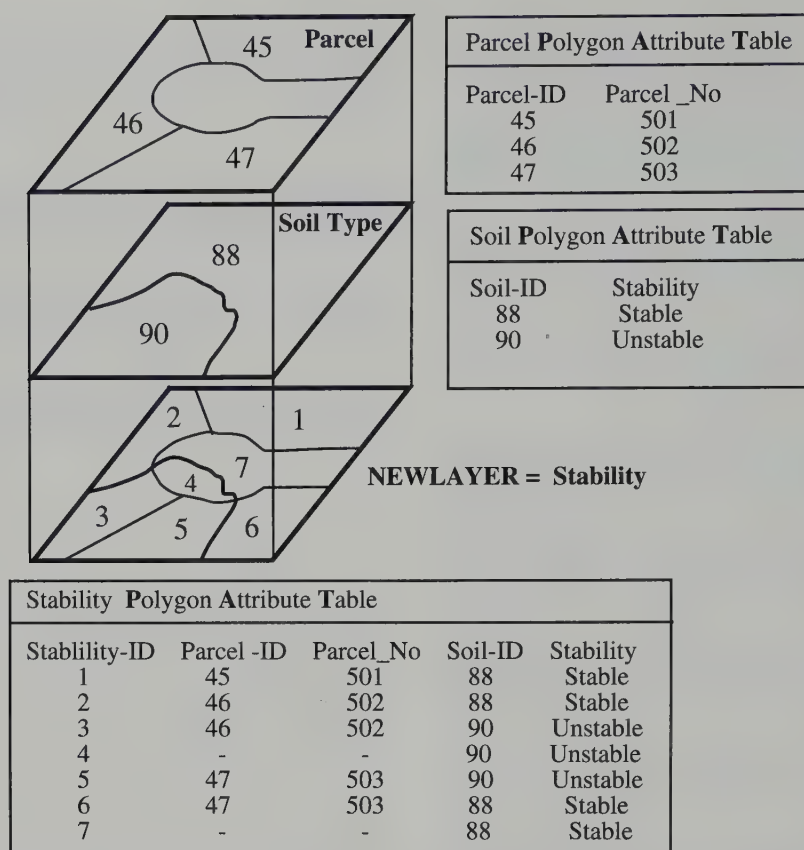 45 Parcel
46
47
Parcel Polygon Attribute Table
Parcel-ID Parcel _No
45 501
46 502
47 503
Soil Type
88
90
Soil Polygon Attribute Table
Soil-ID Stability
88 Stable
90 Unstable
2 1
7
4
3 5 6
NEWLAYER = Stability
Stability Polygon Attribute Table
Stablility-ID Parcel -ID Parcel_No Soil-ID Stability
1 45 501 88 Stable
2 46 502 88 Stable
3 46 502 90 Unstable
4 - - 90 Unstable
5 47 503 90 Unstable
6 47 503 88 Stable
7 - - 88 Stable